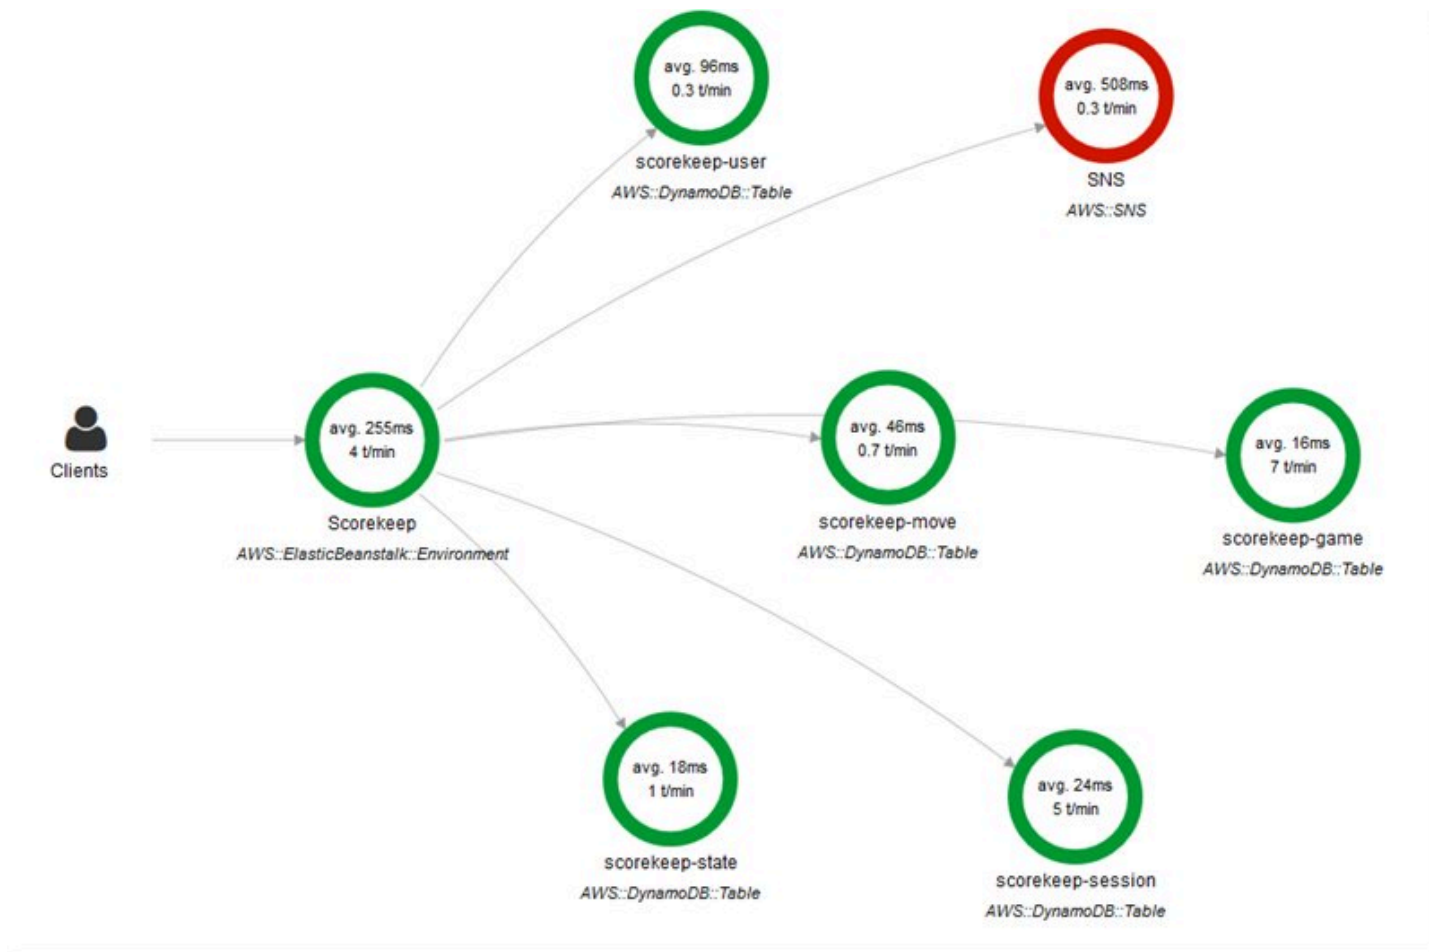 avg. 96ms
0.3 t/min
scorekeep-user
AWS::DynamoDB::Table
avg. 508ms
0.3 t/min
SNS
AWS::SNS
Clients
avg. 255ms
4 t/min
Scorekeep
AWS::ElasticBeanstalk::Environment
avg. 46ms
0.7 t/min
scorekeep-move
AWS::DynamoDB::Table
avg. 16ms
7 t/min
scorekeep-game
AWS::DynamoDB::Table
avg. 18ms
1 t/min
scorekeep-state
AWS::DynamoDB::Table
avg. 24ms
5 t/min
scorekeep-session
AWS::DynamoDB::Table